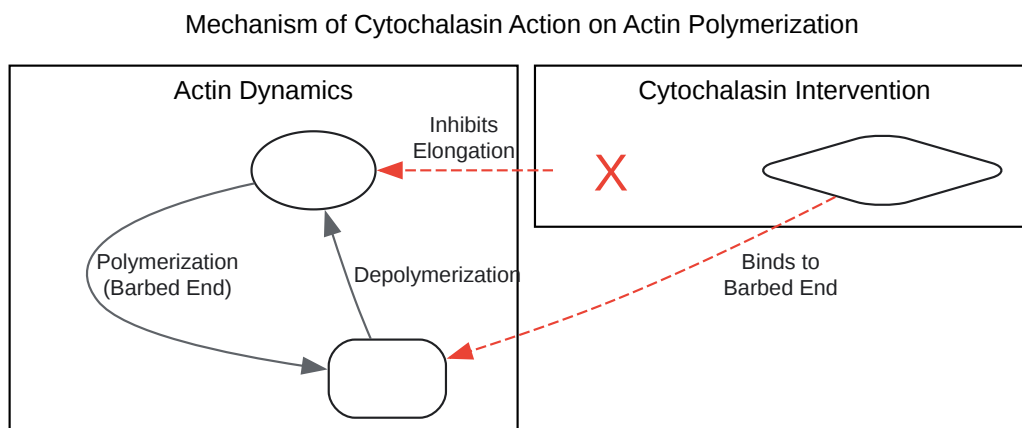 Mechanism of Cytochalasin Action on Actin Polymerization
Actin Dynamics
Cytochalasin Intervention
Inhibits
Elongation
X
Polymerization
(Barbed End)
Depolymerization
Binds to
Barbed End